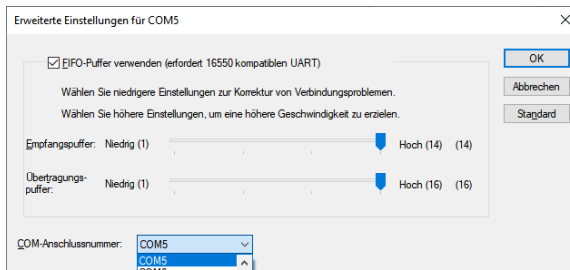 Erweiterte Einstellungen für COM5
FIFO-Puffer verwenden (erfordert 16550 kompatiblen UART)
OK
Wählen Sie niedrigere Einstellungen zur Korrektur von Verbindungsproblemen.
Abbrechen
Wählen Sie höhere Einstellungen, um eine höhere Geschwindigkeit zu erzielen.
Standard
Empfangspuffer: Niedrig (1) Hoch (14) (14)
Übertragungs-
puffer: Niedrig (1) Hoch (16) (16)
COM-Anschlussnummer: COM5
COM5